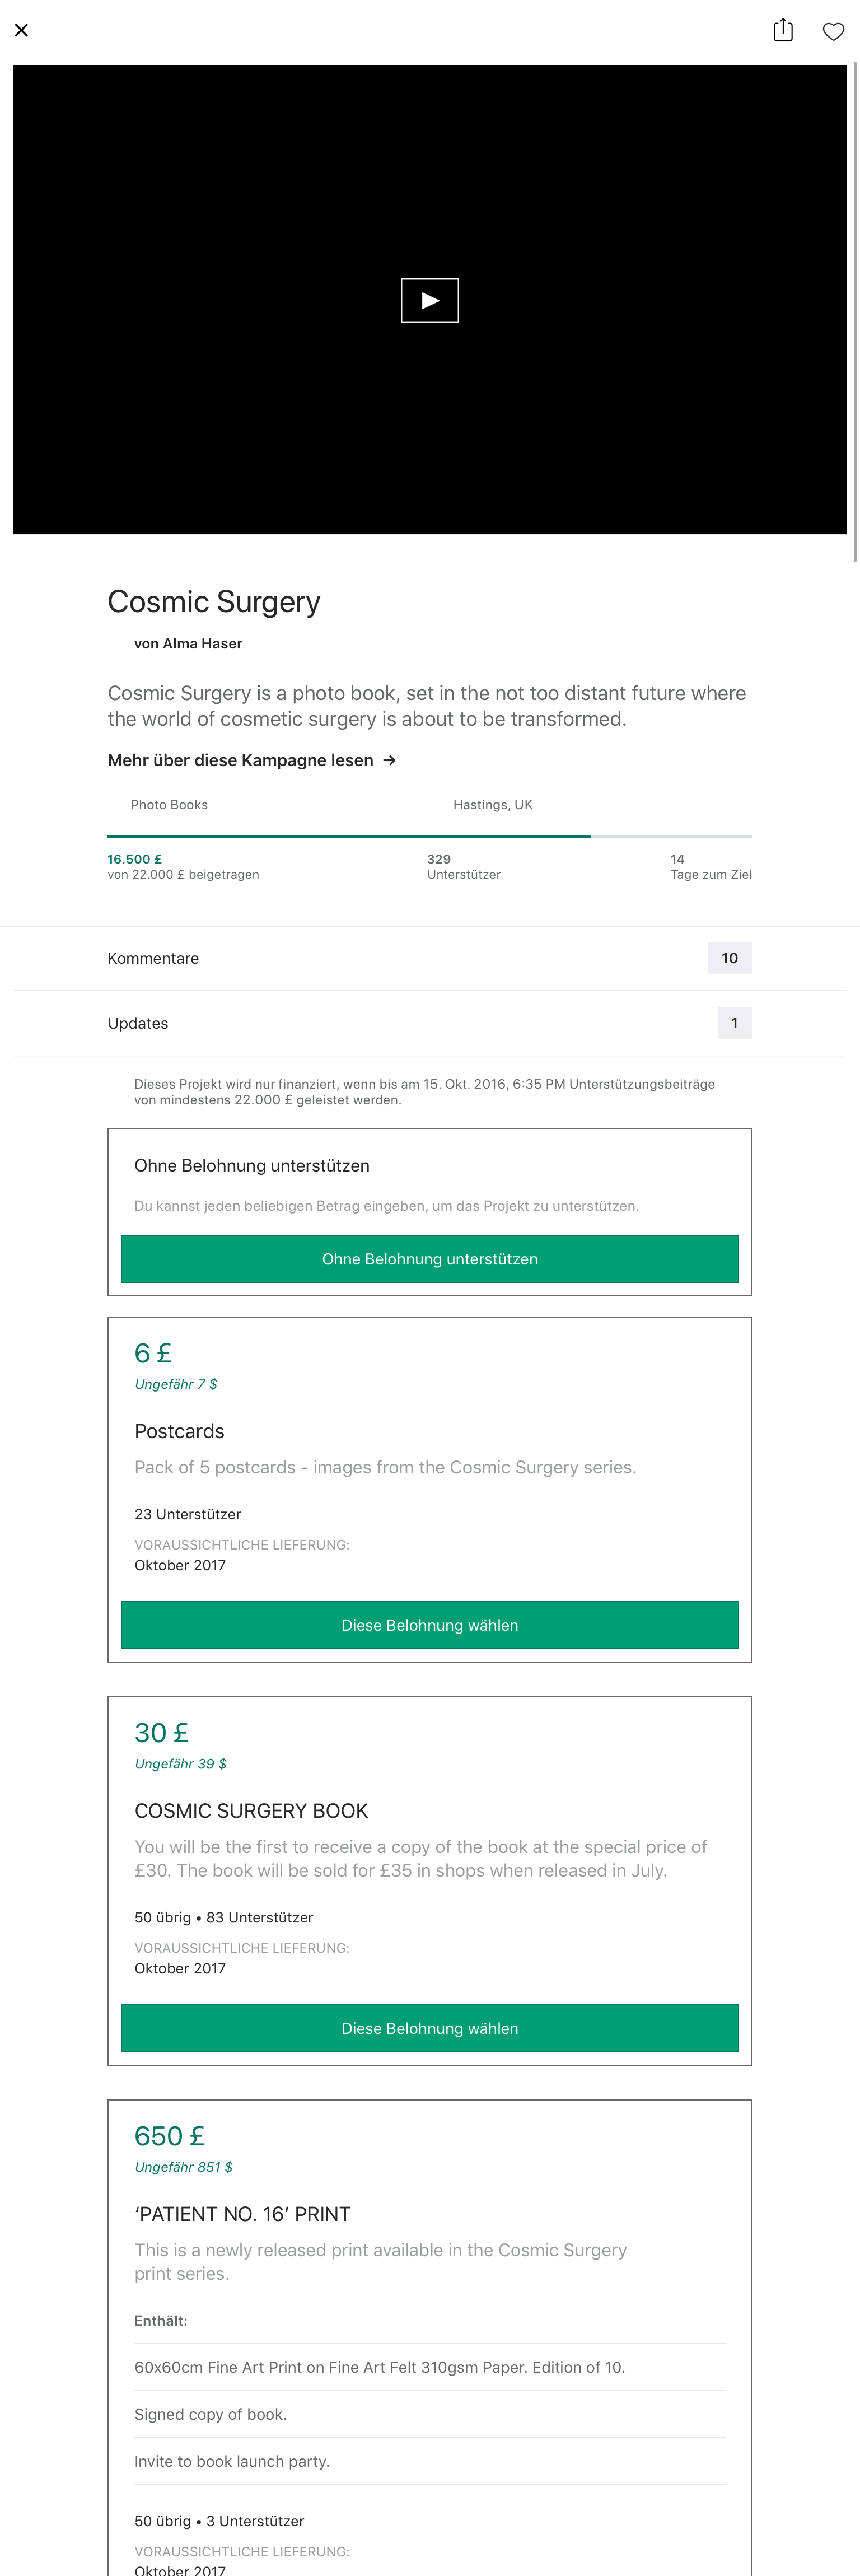 Cosmic Surgery
von Alma Haser
Cosmic Surgery is a photo book, set in the not too distant future where
the world of cosmetic surgery is about to be transformed.
Mehr über diese Kampagne lesen →
Photo Books
Hastings, UK
16.500 £
von 22.000 £ beigetragen
329
Unterstützer
14
Tage zum Ziel
Kommentare
10
Updates
1
Dieses Projekt wird nur finanziert, wenn bis am 15. Okt. 2016, 6:35 PM Unterstützungsbeiträge
von mindestens 22.000 £ geleistet werden.
Ohne Belohnung unterstützen
Du kannst jeden beliebigen Betrag eingeben, um das Projekt zu unterstützen.
Ohne Belohnung unterstützen
6 £
Ungefähr 7 $
Postcards
Pack of 5 postcards - images from the Cosmic Surgery series.
23 Unterstützer
VORAUSSICHTLICHE LIEFERUNG:
Oktober 2017
Diese Belohnung wählen
30 £
Ungefähr 39 $
COSMIC SURGERY BOOK
You will be the first to receive a copy of the book at the special price of
£30. The book will be sold for £35 in shops when released in July.
50 übrig • 83 Unterstützer
VORAUSSICHTLICHE LIEFERUNG:
Oktober 2017
Diese Belohnung wählen
650 £
Ungefähr 851 $
‘PATIENT NO. 16’ PRINT
This is a newly released print available in the Cosmic Surgery
print series.
Enthält:
60x60cm Fine Art Print on Fine Art Felt 310gsm Paper. Edition of 10.
Signed copy of book.
Invite to book launch party.
50 übrig • 3 Unterstützer
VORAUSSICHTLICHE LIEFERUNG:
Oktober 2017